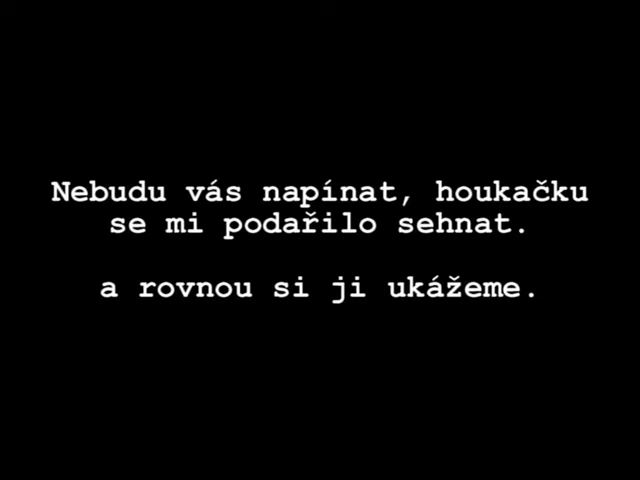 Nebudu vás napínat, houkačku
se mi podařilo sehnat.
a rovnou si ji ukážeme.